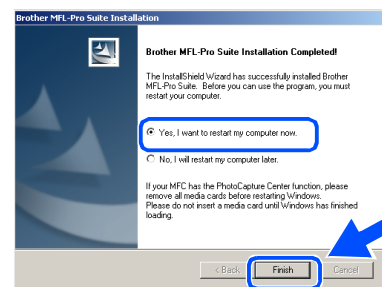 Brother MFL-Pro Suite Installation
Brother MFL-Pro Suite Installation Completed!
The InstallShield Wizard has successfully installed Brother
MFL-Pro Suite. Before you can use the program, you must
restart your computer.
Yes, I want to restart my computer now.
No, I will restart my computer later.
If your MFC has the PhotoCapture Center function, please
remove all media cards before restarting Windows.
Please do not insert a media card until Windows has finished
loading.
< Back
Finish
Cancel